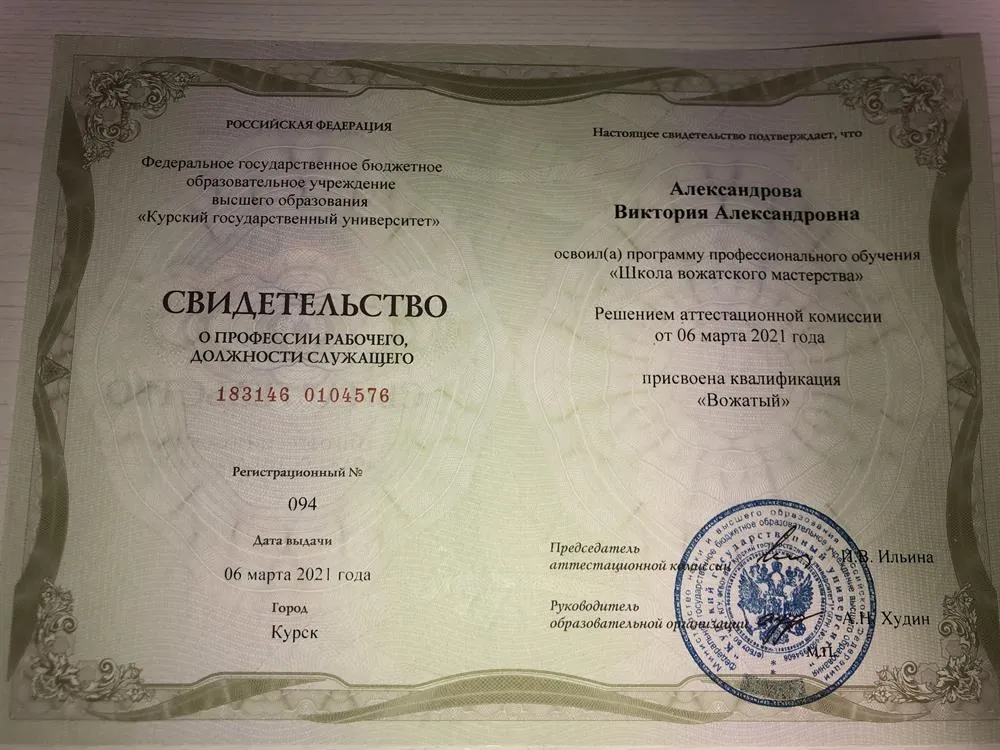 РОССИЙСКАЯ ФЕДЕРАЦИЯ
Федеральное государственное бюджетное
образовательное учреждение
высшего образования
«Курский государственный университет»
СВИДЕТЕЛЬСТВО
О ПРОФЕССИИ РАБОЧЕГО,
ДОЛЖНОСТИ СЛУЖАЩЕГО
183146 0104576
Регистрационный №
094
Дата выдачи
06 марта 2021 года
Город
Курск
Настоящее свидетельство подтверждает, что
Александрова
Виктория Александровна
освоил(а) программу профессионального обучения
«Школа вожатского мастерства»
Решением аттестационной комиссии
от 06 марта 2021 года
присвоена квалификация
«Вожатый»
Председатель
аттестационной комиссии
И.В. Ильина
Руководитель
образовательной организации
А.Н. Худин
М.П.